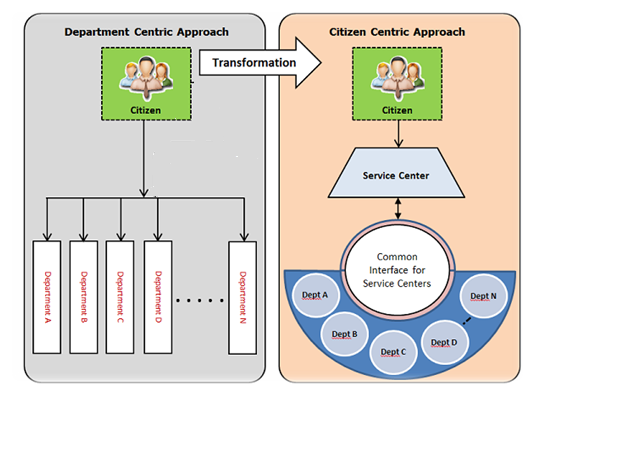 Department Centric Approach
Citizen
Department A
Department B
Department C
Department D
Department N
Transformation
Citizen Centric Approach
Citizen
Service Center
Common
Interface for
Service Centers
Dept A
Dept B
Dept C
Dept D
Dept N